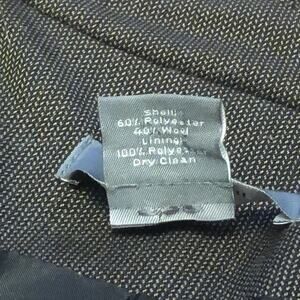 Shell:
60% Polyester
40% Wool
Lining:
100% Polyester
Dry Clean